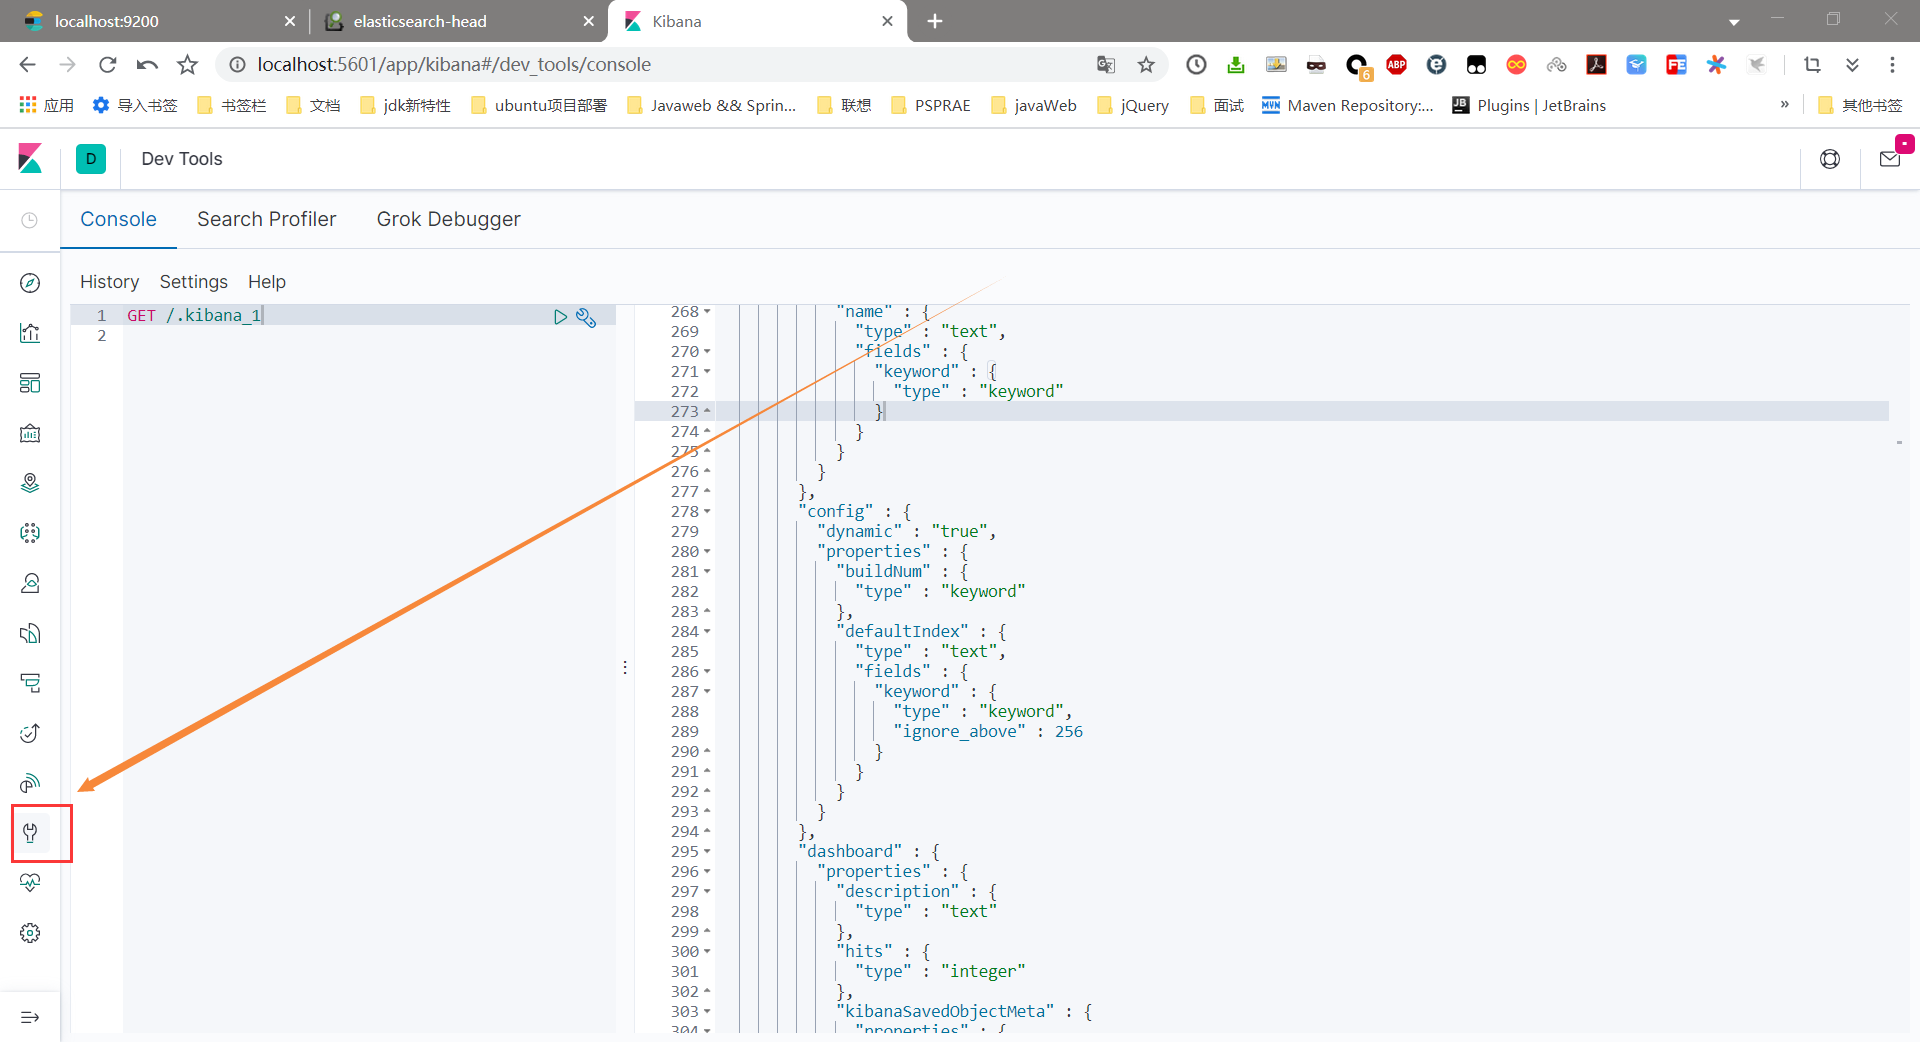 localhost:9200
elasticsearch-head
Kibana
localhost:5601/app/kibana#/dev_tools/console
6
ABP
FE
应用
导入书签
书签栏
文档
jdk新特性
ubuntu项目部署
Javaweb && Sprin...
联想
PSPRAE
javaWeb
jQuery
面试
MVN
Maven Repository:...
JB
Plugins | JetBrains
»
其他书签
D
Dev Tools
Console
Search Profiler
Grok Debugger
History
Settings
Help
1 GET /.kibana_1
2
268 "name" : {
269 "type" : "text",
270 "fields" : {
271 "keyword" : {
272 "type" : "keyword"
273 }
274 }
275 }
276 }
277 },
278 "config" : {
279 "dynamic" : "true",
280 "properties" : {
281 "buildNum" : {
282 "type" : "keyword"
283 },
284 "defaultIndex" : {
285 "type" : "text",
286 "fields" : {
287 "keyword" : {
288 "type" : "keyword",
289 "ignore_above" : 256
290 }
291 }
292 }
293 }
294 },
295 "dashboard" : {
296 "properties" : {
297 "description" : {
298 "type" : "text"
299 },
300 "hits" : {
301 "type" : "integer"
302 },
303 "kibanaSavedObjectMeta" : {
304 "properties" : {